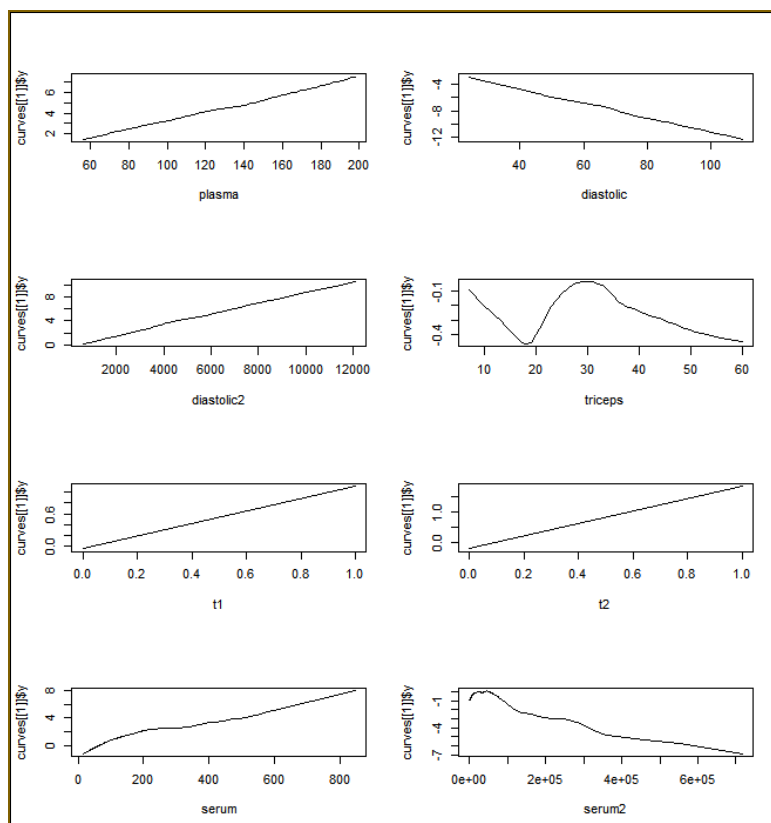 curves[[1]]$y
2 4 6
60 80 100 120 140 160 180 200
plasma
curves[[1]]$y
-12 -8 -4
40 60 80 100
diastolic
curves[[1]]$y
0 4 8
2000 4000 6000 8000 10000 12000
diastolic2
curves[[1]]$y
-0.4 -0.1
10 20 30 40 50 60
triceps
curves[[1]]$y
0.0 0.6
0.0 0.2 0.4 0.6 0.8 1.0
t1
curves[[1]]$y
0.0 1.0
0.0 0.2 0.4 0.6 0.8 1.0
t2
curves[[1]]$y
0 4 8
0 200 400 600 800
serum
curves[[1]]$y
-7 -4 -1
0e+00 2e+05 4e+05 6e+05
serum2